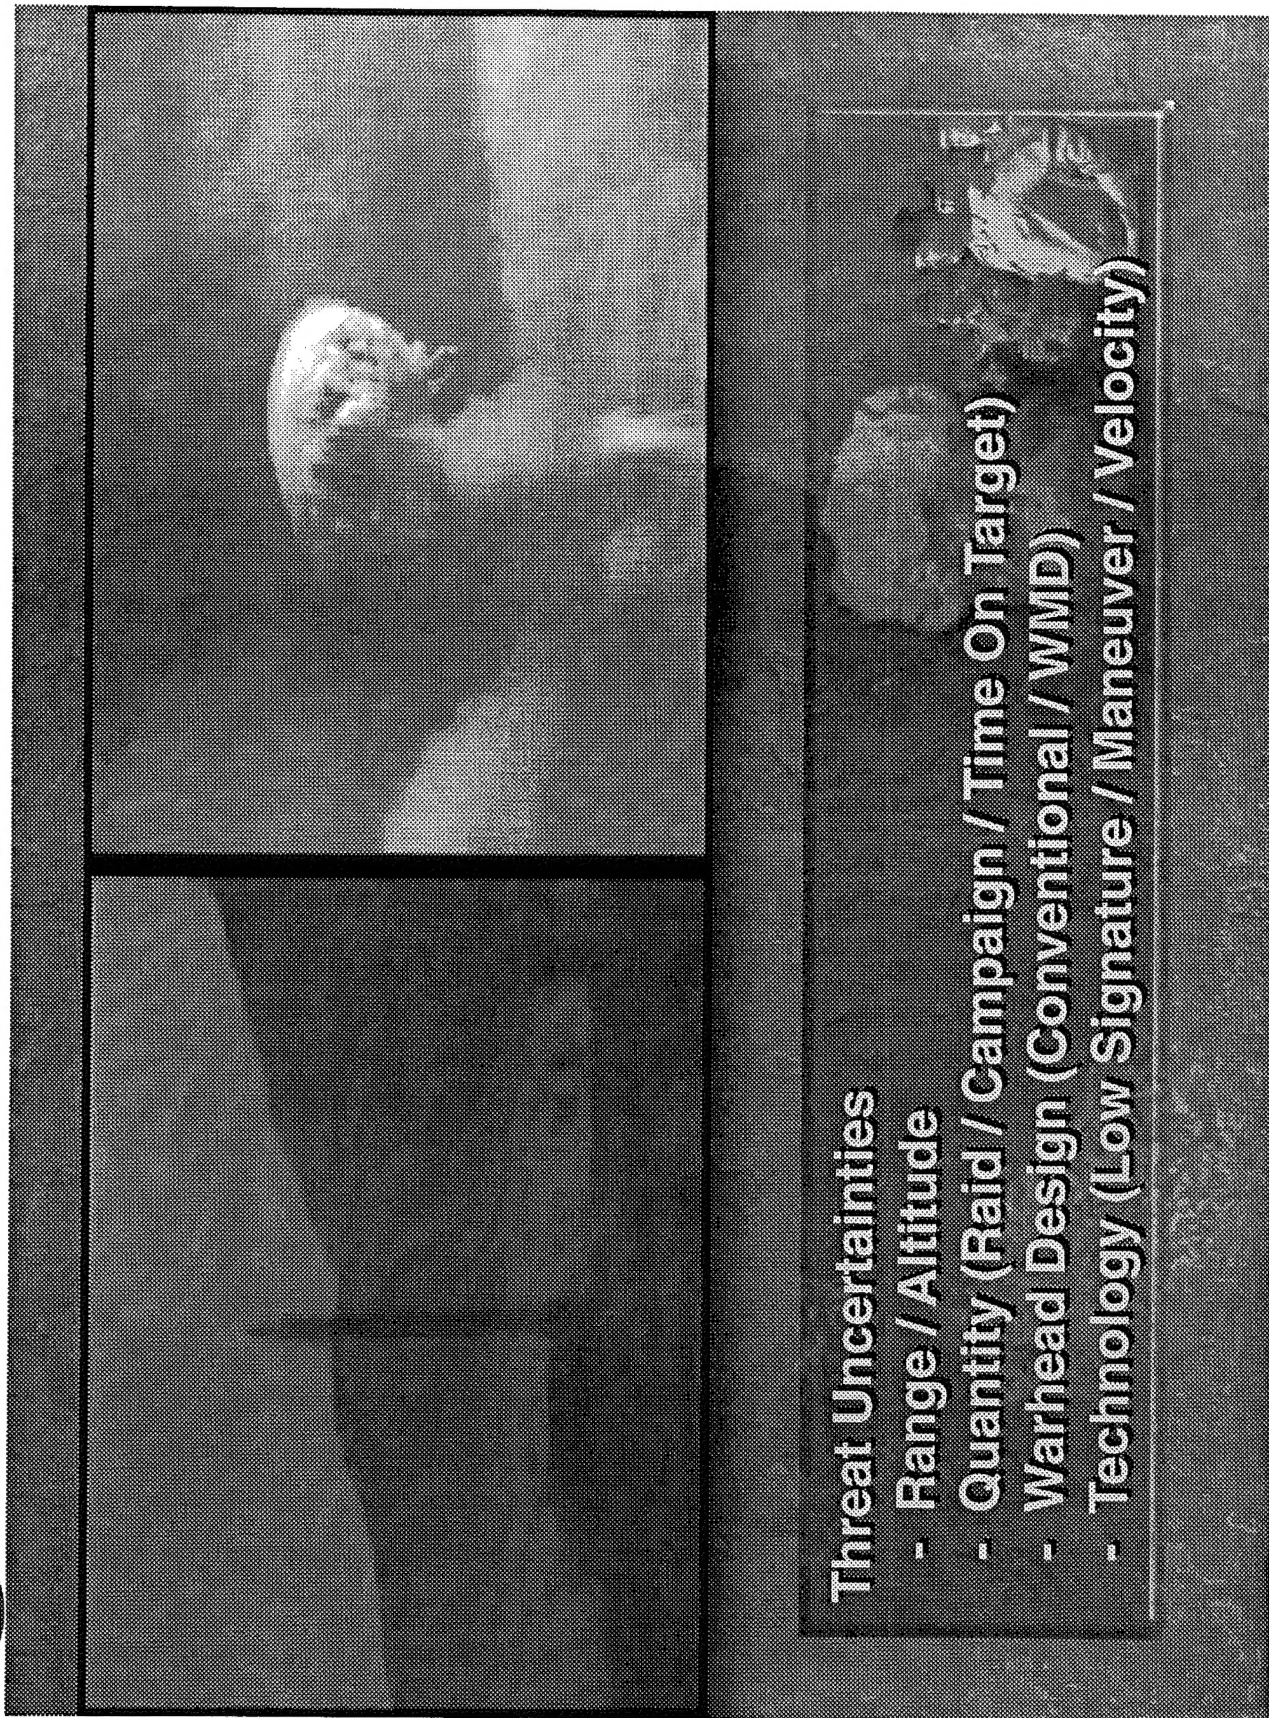 Threat Uncertainties
- Range / Altitude
- Quantity (Raid / Campaign / Time On Target)
- Warhead Design (Conventional / WMD)
- Technology (Low Signature / Maneuver / Velocity)